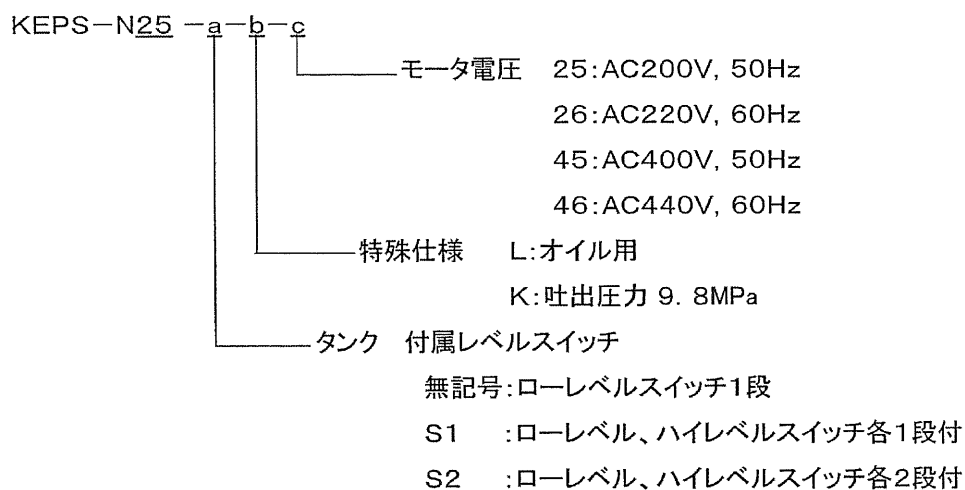 KEPS－N25－a－b－c
モータ電圧 25:AC200V, 50Hz
26:AC220V, 60Hz
45:AC400V, 50Hz
46:AC440V, 60Hz
特殊仕様 L:オイル用
K:吐出圧力 9. 8MPa
タンク 付属レベルスイッチ
無記号:ローレベルスイッチ1段
S1 :ローレベル、ハイレベルスイッチ各1段付
S2 :ローレベル、ハイレベルスイッチ各2段付